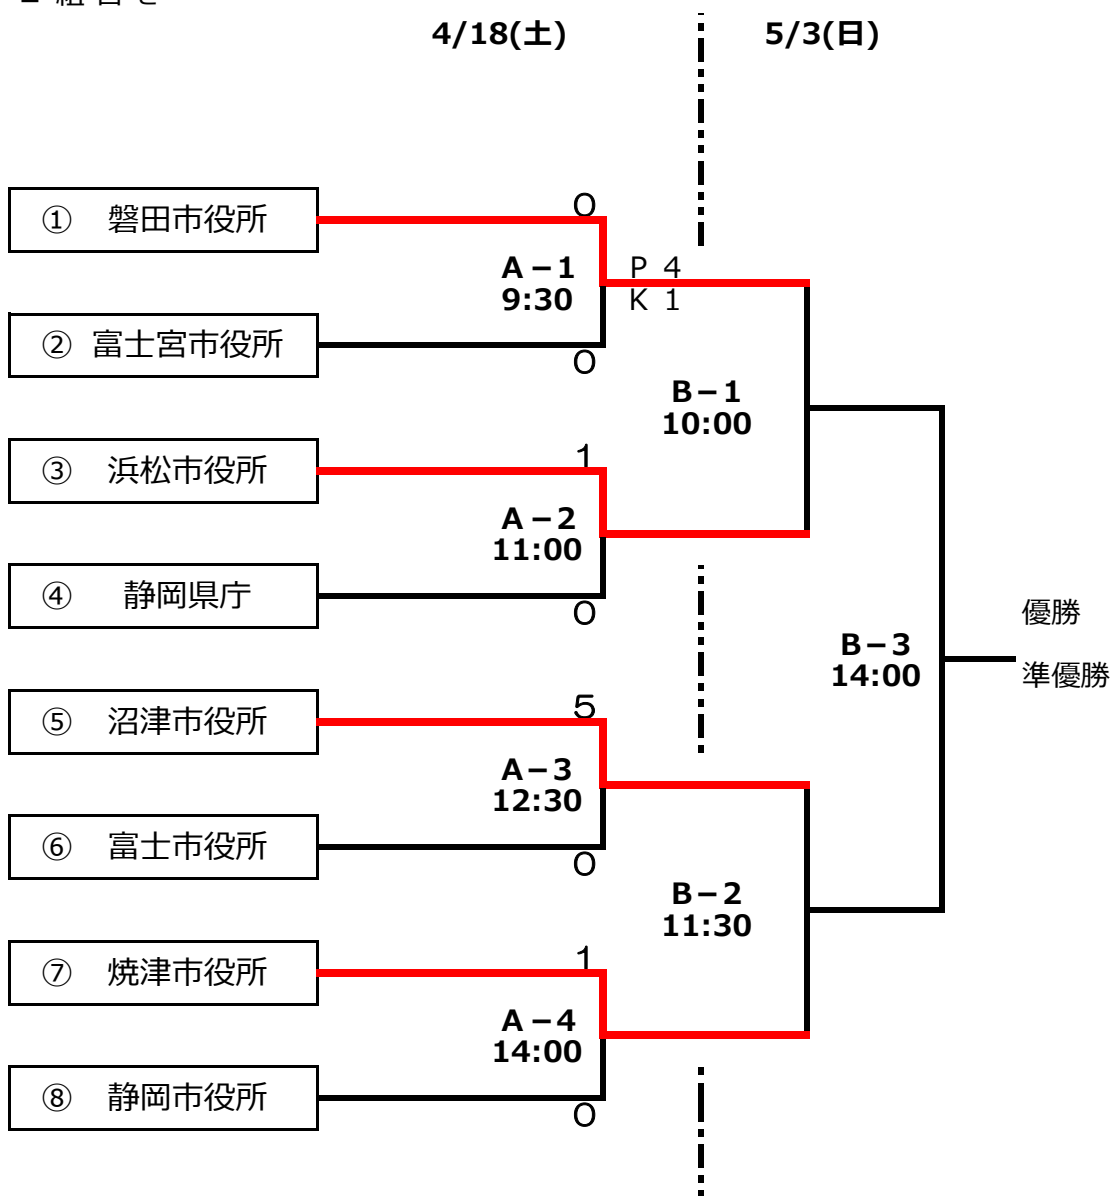 4/18(土) 5/3(日)
0
① 磐田市役所
A－1 P 4
9:30 K 1
② 富士宮市役所
0
B－1
10:00
1
③ 浜松市役所
A－2
11:00
④ 静岡県庁
0
優勝
B－3
14:00
準優勝
5
⑤ 沼津市役所
A－3
12:30
⑥ 富士市役所
0
B－2
11:30
1
⑦ 焼津市役所
A－4
14:00
⑧ 静岡市役所
0